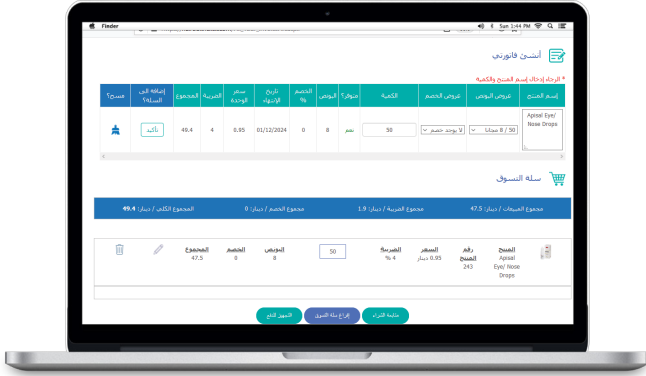 Finder
Sun 1:44 PM
أنشئ فاتورتي
* الرجاء إدخال إسم المنتج والكمية
إسم المنتج عروض البونص عروض الخصم الكمية متوفر؟ البونص الخصم % تاريخ الإنتهاء سعر الوحدة الضريبة المجموع إضافة الى السلة؟ مسح؟
Apisal Eye/
Nose Drops
50 / 8 مجانا لا يوجد خصم 50 نعم 8 0 01/12/2024 0.95 4 49.4 تأكيد
سلة التسوق
مجموع المبيعات / دينار: 47.5 مجموع الضريبة / دينار: 1.9 مجموع الخصم / دينار: 0 المجموع الكلي / دينار: 49.4
المنتج رقم المنتج السعر الضريبة البونص الخصم المجموع
Apisal Eye/ Nose Drops 243 0.95 دينار 4 % 50 8 0 47.5
متابعة الشراء إفراغ سلة التسوق التجهيز للدفع